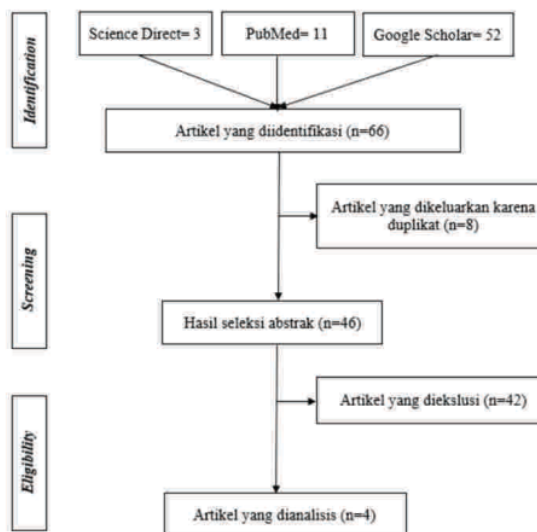 Identification
Science Direct= 3
PubMed= 11
Google Scholar= 52
Artikel yang diidentifikasi (n=66)
Artikel yang dikeluarkan karena
duplikat (n=8)
Screening
Hasil seleksi abstrak (n=46)
Artikel yang diekslusi (n=42)
Eligibility
Artikel yang dianalisis (n=4)